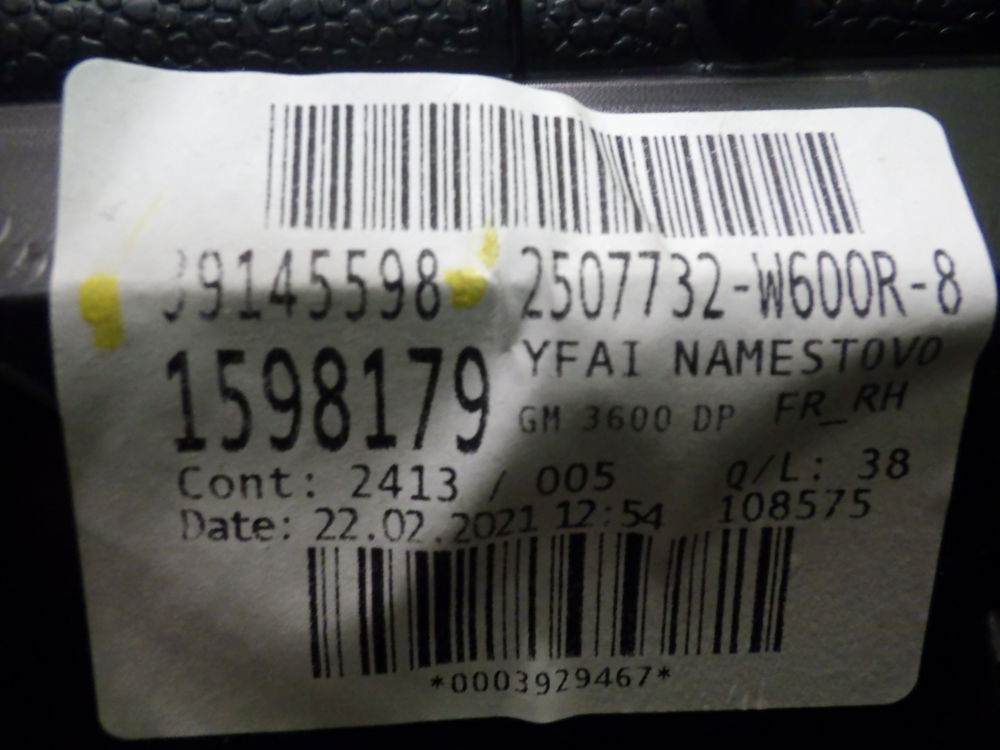 39145598 2507732-W600R-8
1598179 YFAI NAMESTOVO
GM 3600 DP FR_RH
Cont: 2413 / 005 Q/L: 38
Date: 22.02.2021 12:54 108575
*0003929467*